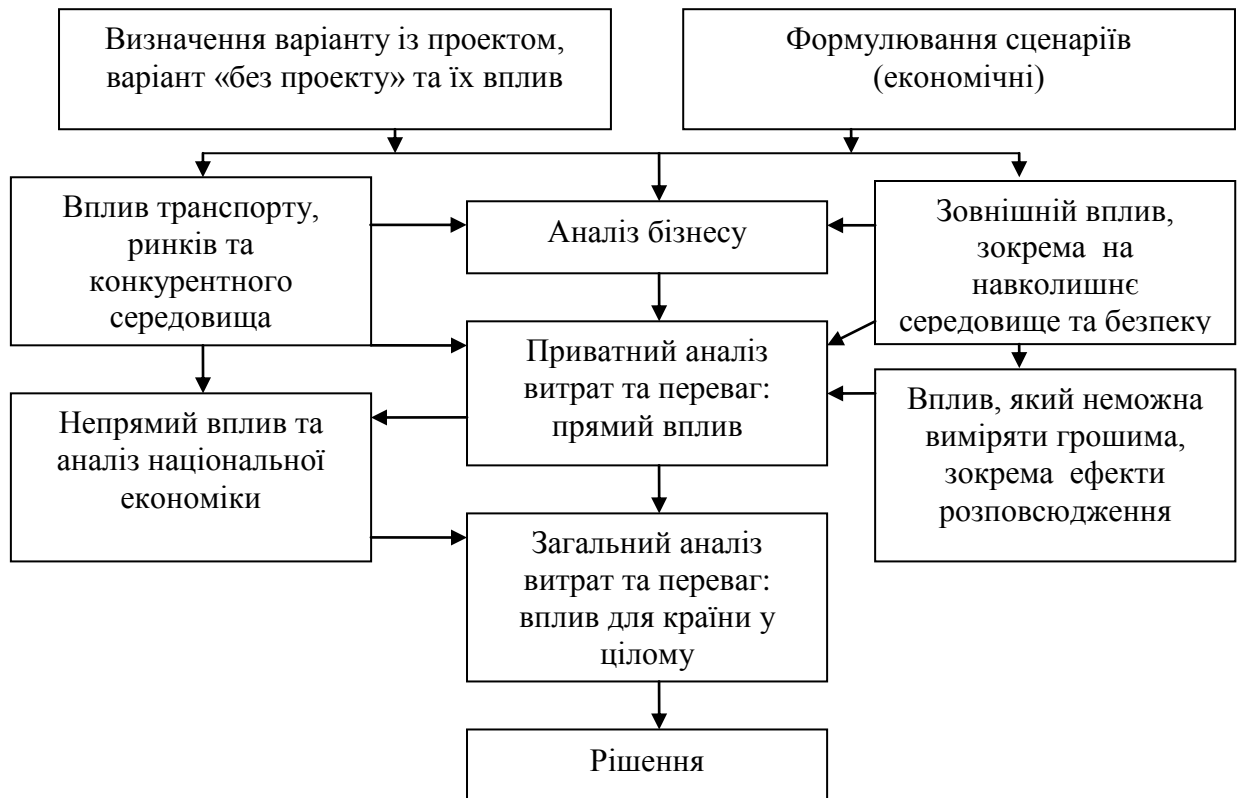 Визначення варіанту із проектом,
варіант «без проекту» та їх вплив
Формулювання сценаріїв
(економічні)
Вплив транспорту,
ринків та
конкурентного
середовища
Аналіз бізнесу
Зовнішній вплив,
зокрема на
навколишнє
середовище та безпеку
Приватний аналіз
витрат та переваг:
прямий вплив
Непрямий вплив та
аналіз національної
економіки
Вплив, який неможна
виміряти грошима,
зокрема ефекти
розповсюдження
Загальний аналіз
витрат та переваг:
вплив для країни у
цілому
Рішення